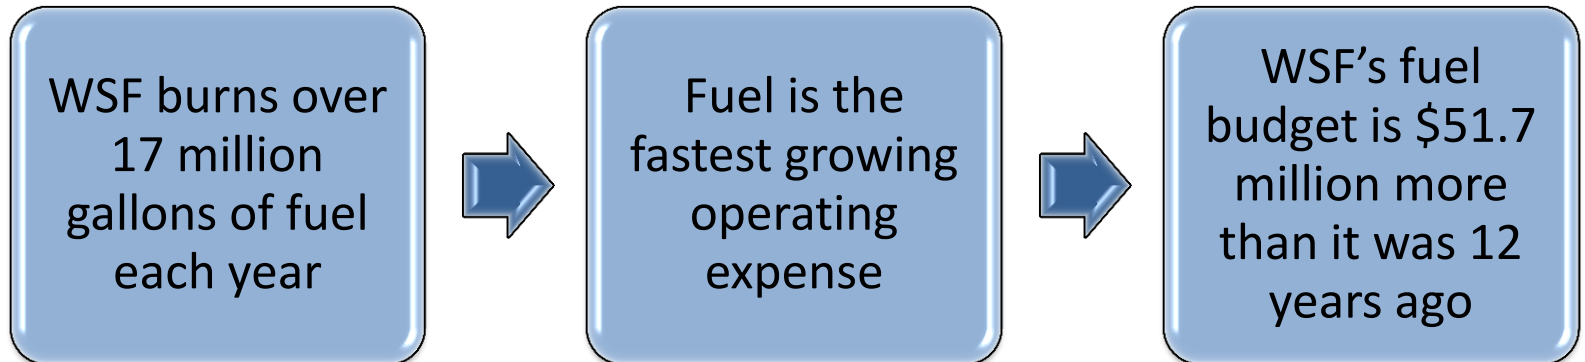 WSF burns over
17 million
gallons of fuel
each year
Fuel is the
fastest growing
operating
expense
WSF’s fuel
budget is $51.7
million more
than it was 12
years ago